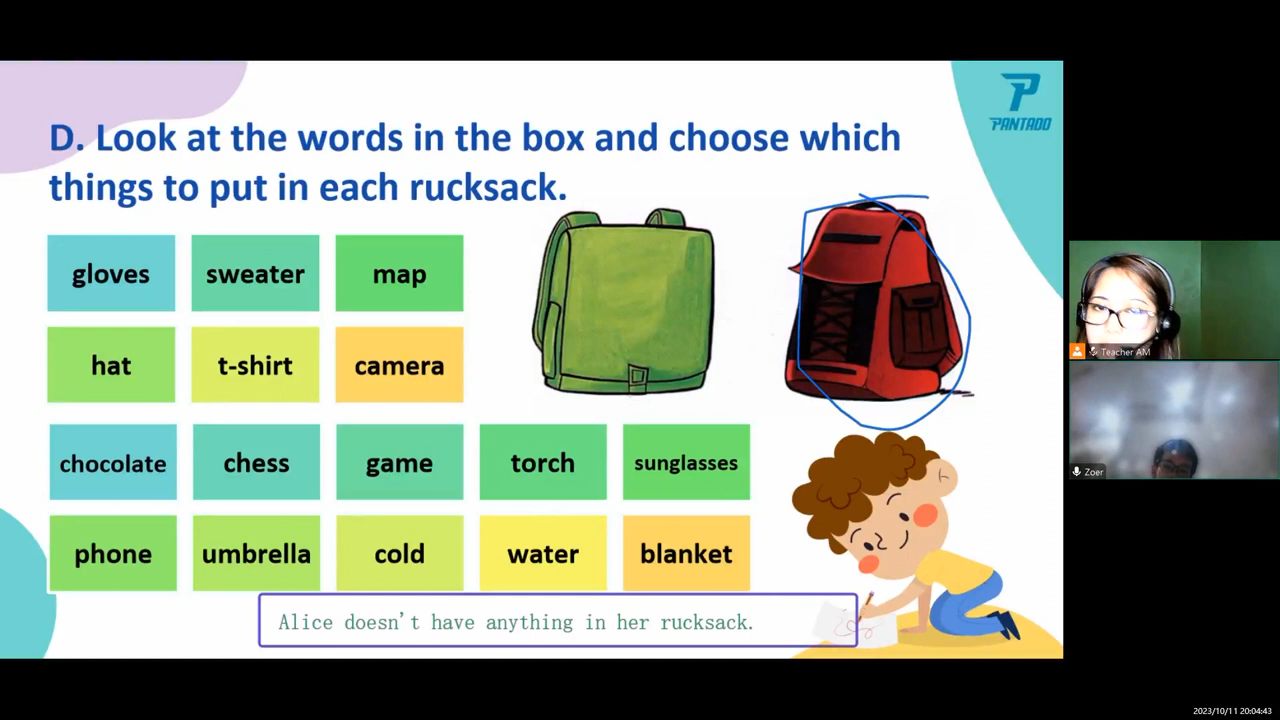 PANTADO
D. Look at the words in the box and choose which
things to put in each rucksack.
gloves sweater map
hat t-shirt camera
chocolate chess game torch sunglasses
phone umbrella cold water blanket
Alice doesn't have anything in her rucksack.
Teacher AM
Zoer
2023/10/11 20:04:43